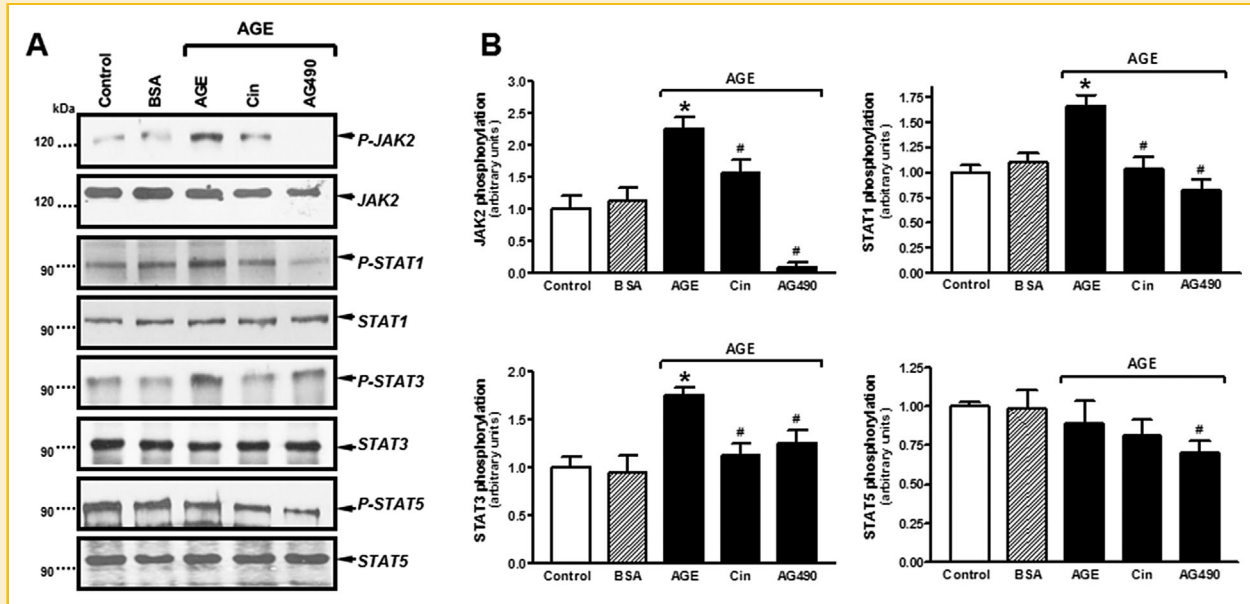 A
AGE
Control BSA AGE Cin AG490
kDa
120 ..... P-JAK2
120 ..... JAK2
90 ..... P-STAT1
90 ..... STAT1
90 ..... P-STAT3
90 ..... STAT3
90 ..... P-STAT5
90 ..... STAT5
B
JAK2 phosphorylation
(arbitrary units)
3.0
2.5
2.0
1.5
1.0
0.5
0.0
AGE
*
#
#
Control BSA AGE Cin AG490
STAT1 phosphorylation
(arbitrary units)
1.75
1.50
1.25
1.00
0.75
0.50
0.25
0.00
AGE
*
#
#
Control BSA AGE Cin AG490
STAT3 phosphorylation
(arbitrary units)
2.0
1.5
1.0
0.5
0.0
AGE
*
#
#
Control BSA AGE Cin AG490
STAT5 phosphorylation
(arbitrary units)
1.25
1.00
0.75
0.50
0.25
0.00
AGE
#
Control BSA AGE Cin AG490